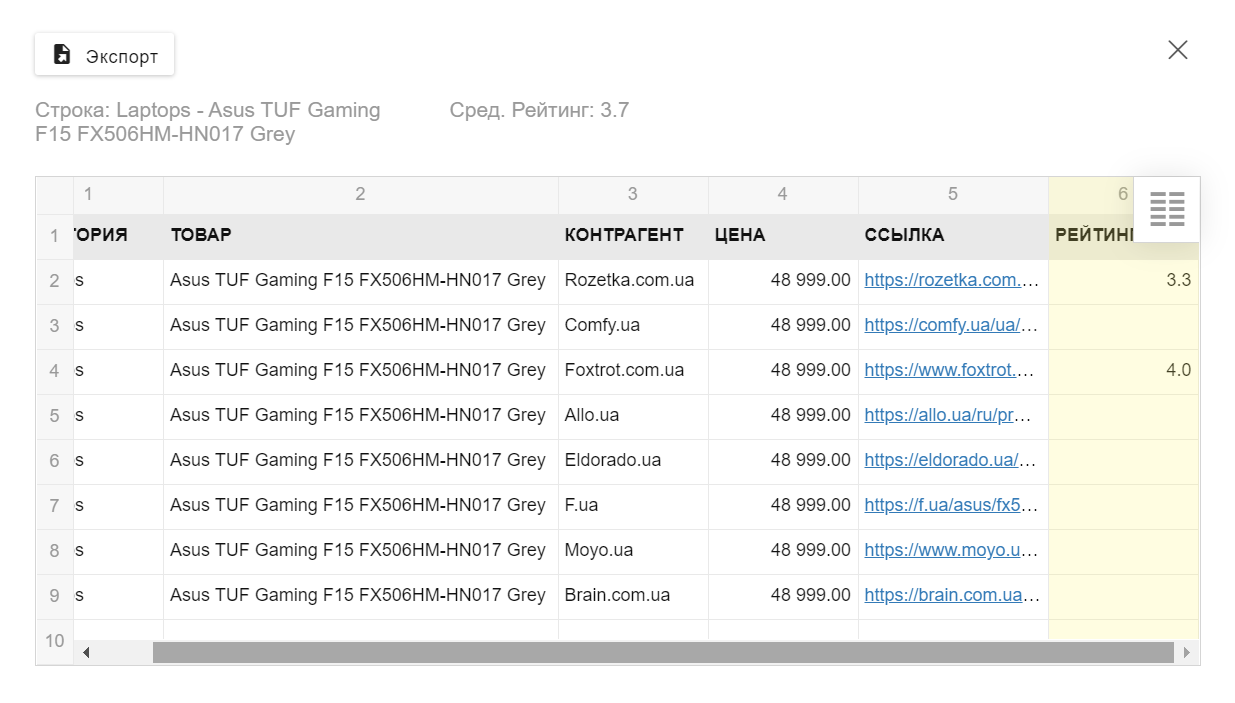 Экспорт
Строка: Laptops - Asus TUF Gaming
F15 FX506HM-HN017 Grey
Сред. Рейтинг: 3.7
1 2 3 4 5 6
1 ГОРИЯ ТОВАР КОНТРАГЕНТ ЦЕНА ССЫЛКА РЕЙТИНГ
2 s Asus TUF Gaming F15 FX506HM-HN017 Grey Rozetka.com.ua 48 999.00 https://rozetka.com.… 3.3
3 s Asus TUF Gaming F15 FX506HM-HN017 Grey Comfy.ua 48 999.00 https://comfy.ua/ua/…
4 s Asus TUF Gaming F15 FX506HM-HN017 Grey Foxtrot.com.ua 48 999.00 https://www.foxtrot.… 4.0
5 s Asus TUF Gaming F15 FX506HM-HN017 Grey Allo.ua 48 999.00 https://allo.ua/ru/pr…
6 s Asus TUF Gaming F15 FX506HM-HN017 Grey Eldorado.ua 48 999.00 https://eldorado.ua/…
7 s Asus TUF Gaming F15 FX506HM-HN017 Grey F.ua 48 999.00 https://f.ua/asus/fx5…
8 s Asus TUF Gaming F15 FX506HM-HN017 Grey Moyo.ua 48 999.00 https://www.moyo.u…
9 s Asus TUF Gaming F15 FX506HM-HN017 Grey Brain.com.ua 48 999.00 https://brain.com.ua…
10